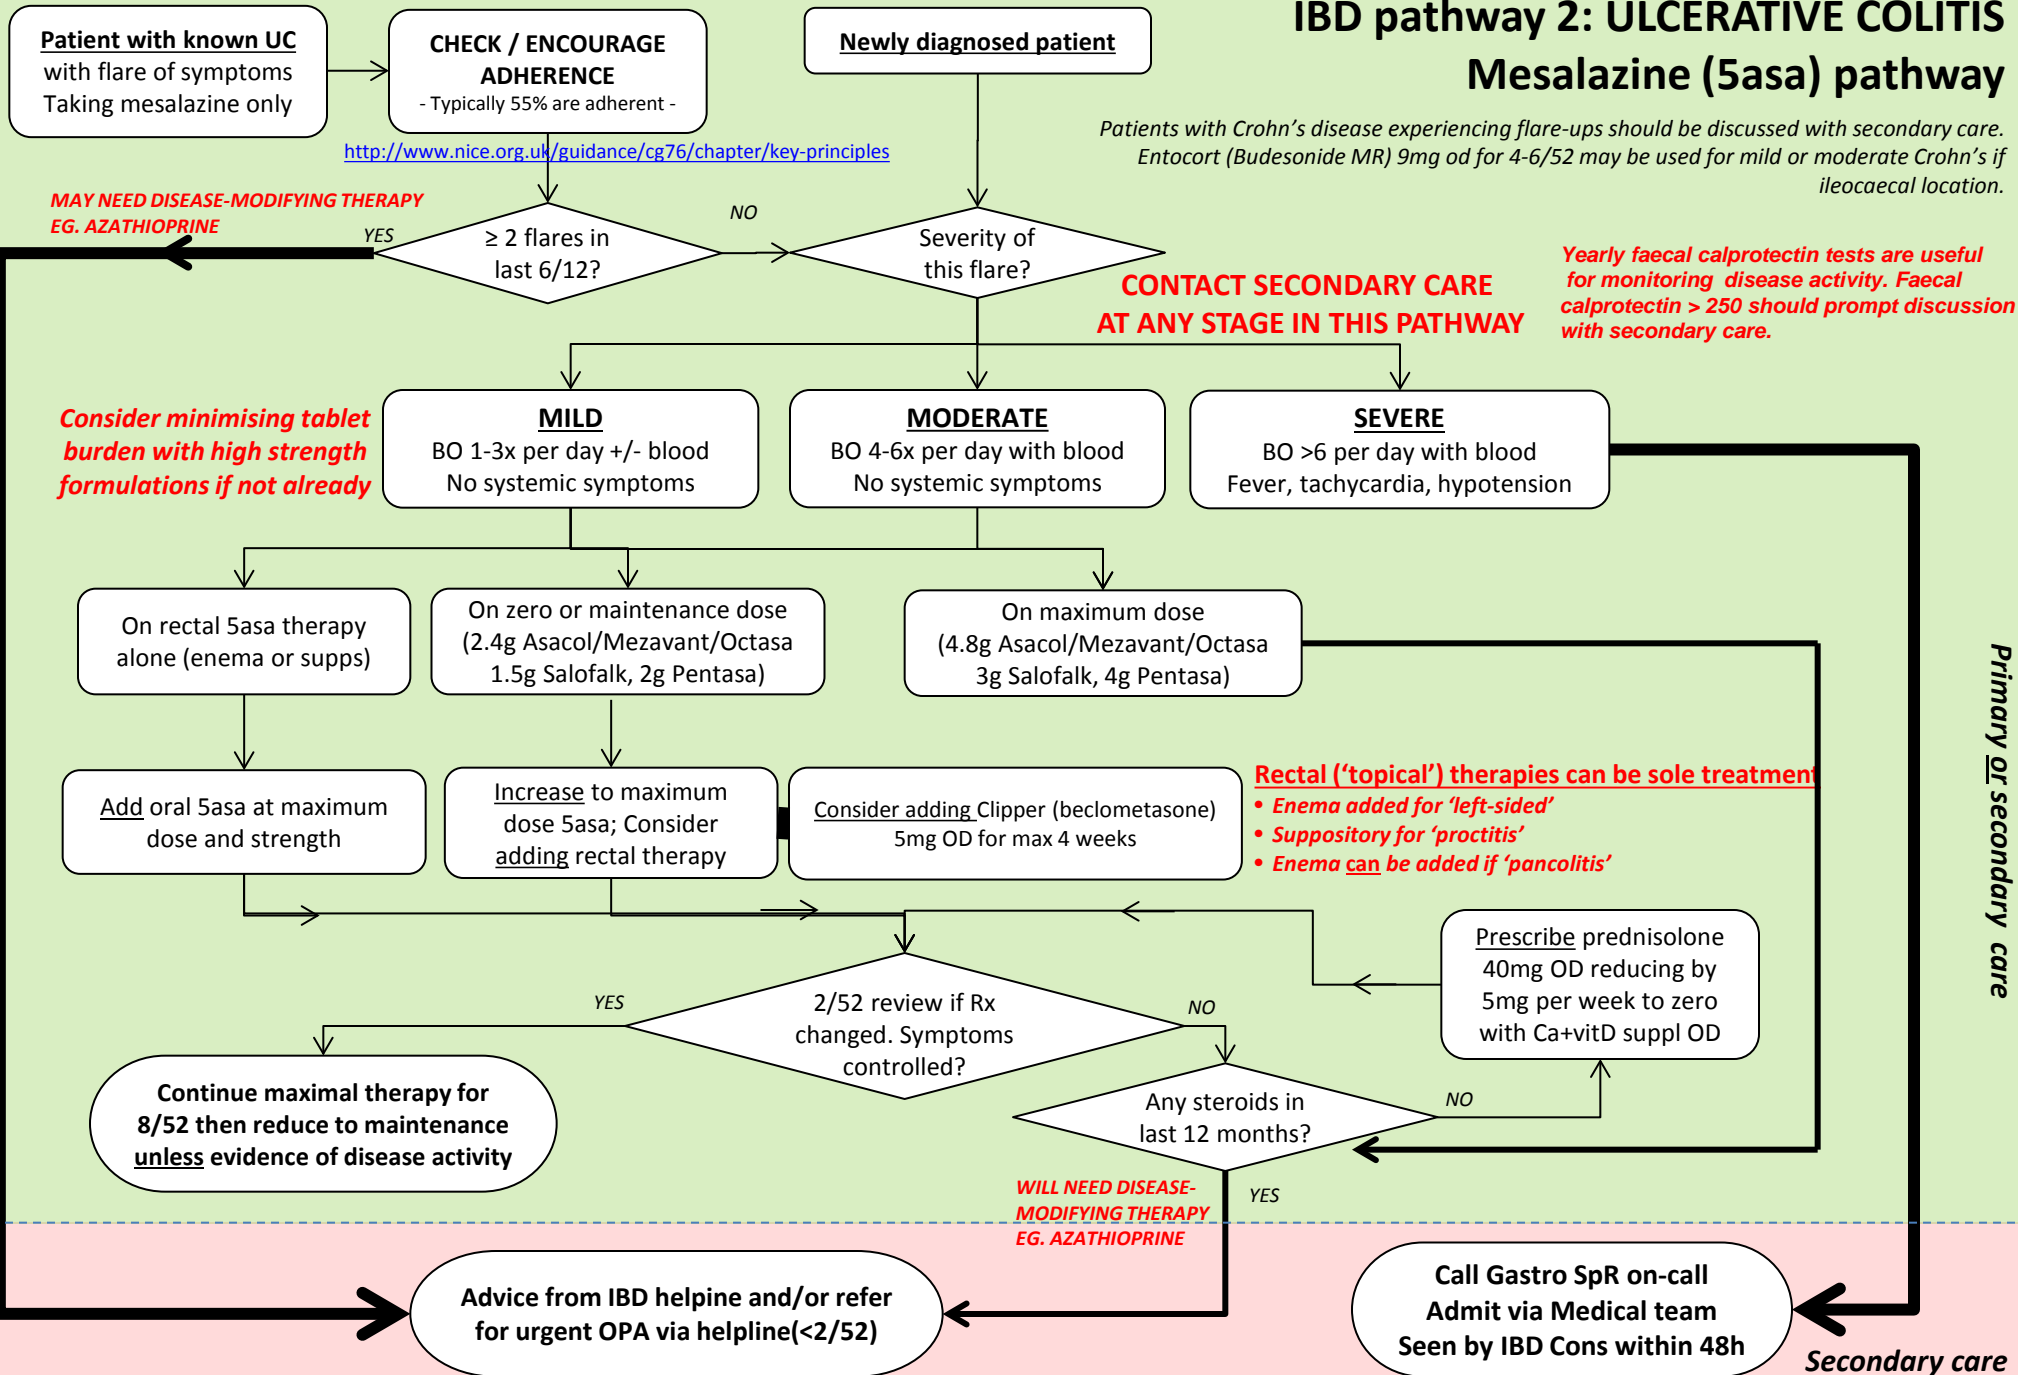 IBD pathway 2: ULCERATIVE COLITIS
Mesalazine (5asa) pathway
Patients with Crohn's disease experiencing flare-ups should be discussed with secondary care.
Entocort (Budesonide MR) 9mg od for 4-6/52 may be used for mild or moderate Crohn's if
ileocaecal location.
Patient with known UC
with flare of symptoms
Taking mesalazine only
CHECK / ENCOURAGE
ADHERENCE
- Typically 55% are adherent -
http://www.nice.org.uk/guidance/cg76/chapter/key-principles
Newly diagnosed patient
MAY NEED DISEASE-MODIFYING THERAPY
EG. AZATHIOPRINE
YES
≥ 2 flares in
last 6/12?
NO
Severity of
this flare?
CONTACT SECONDARY CARE
AT ANY STAGE IN THIS PATHWAY
Yearly faecal calprotectin tests are useful
for monitoring disease activity. Faecal
calprotectin > 250 should prompt discussion
with secondary care.
Consider minimising tablet
burden with high strength
formulations if not already
MILD
BO 1-3x per day +/- blood
No systemic symptoms
MODERATE
BO 4-6x per day with blood
No systemic symptoms
SEVERE
BO >6 per day with blood
Fever, tachycardia, hypotension
On rectal 5asa therapy
alone (enema or supps)
On zero or maintenance dose
(2.4g Asacol/Mezavant/Octasa
1.5g Salofalk, 2g Pentasa)
On maximum dose
(4.8g Asacol/Mezavant/Octasa
3g Salofalk, 4g Pentasa)
Add oral 5asa at maximum
dose and strength
Increase to maximum
dose 5asa; Consider
adding rectal therapy
Consider adding Clipper (beclometasone)
5mg OD for max 4 weeks
Rectal ('topical') therapies can be sole treatment
• Enema added for 'left-sided'
• Suppository for 'proctitis'
• Enema can be added if 'pancolitis'
Primary or secondary care
Prescribe prednisolone
40mg OD reducing by
5mg per week to zero
with Ca+vitD suppl OD
YES
2/52 review if Rx
changed. Symptoms
controlled?
NO
Continue maximal therapy for
8/52 then reduce to maintenance
unless evidence of disease activity
Any steroids in
last 12 months?
NO
WILL NEED DISEASE-
MODIFYING THERAPY
EG. AZATHIOPRINE
YES
Advice from IBD helpine and/or refer
for urgent OPA via helpline(<2/52)
Call Gastro SpR on-call
Admit via Medical team
Seen by IBD Cons within 48h
Secondary care